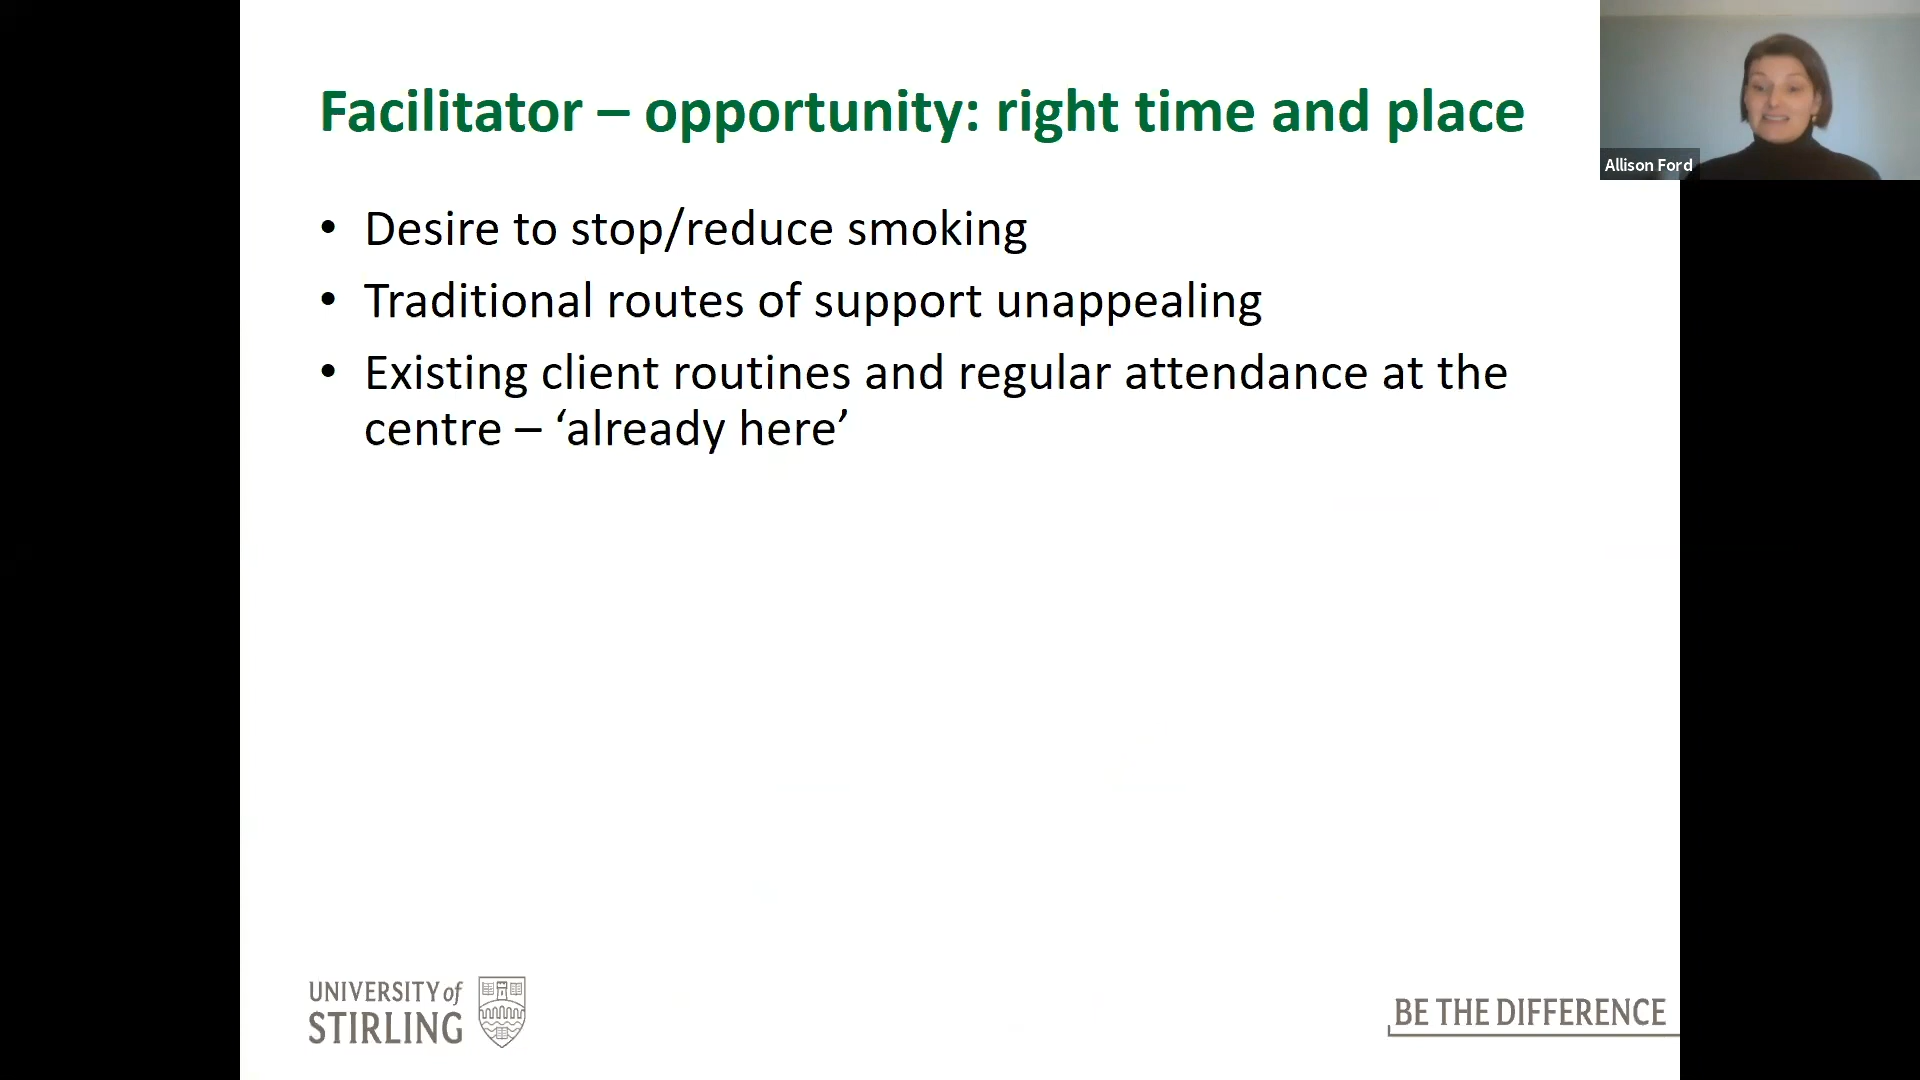 Facilitator – opportunity: right time and place
Allison Ford
• Desire to stop/reduce smoking
• Traditional routes of support unappealing
• Existing client routines and regular attendance at the
centre – ‘already here’
UNIVERSITY of
STIRLING
BE THE DIFFERENCE